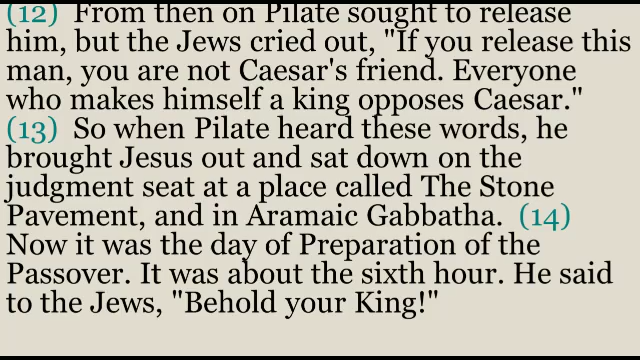 (12) From then on Pilate sought to release
him, but the Jews cried out, "If you release this
man, you are not Caesar's friend. Everyone
who makes himself a king opposes Caesar."
(13) So when Pilate heard these words, he
brought Jesus out and sat down on the
judgment seat at a place called The Stone
Pavement, and in Aramaic Gabbatha. (14)
Now it was the day of Preparation of the
Passover. It was about the sixth hour. He said
to the Jews, "Behold your King!"